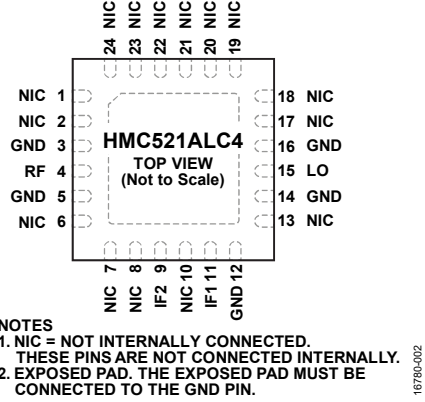 24 NIC
23 NIC
22 NIC
21 NIC
20 NIC
19 NIC
NIC 1
NIC 2
GND 3
RF 4
GND 5
NIC 6
HMC521ALC4
TOP VIEW
(Not to Scale)
18 NIC
17 NIC
16 GND
15 LO
14 GND
13 NIC
NIC 7
NIC 8
IF2 9
NIC 10
IF1 11
GND 12
NOTES
1. NIC = NOT INTERNALLY CONNECTED.
THESE PINS ARE NOT CONNECTED INTERNALLY.
2. EXPOSED PAD. THE EXPOSED PAD MUST BE
CONNECTED TO THE GND PIN.
16780-002